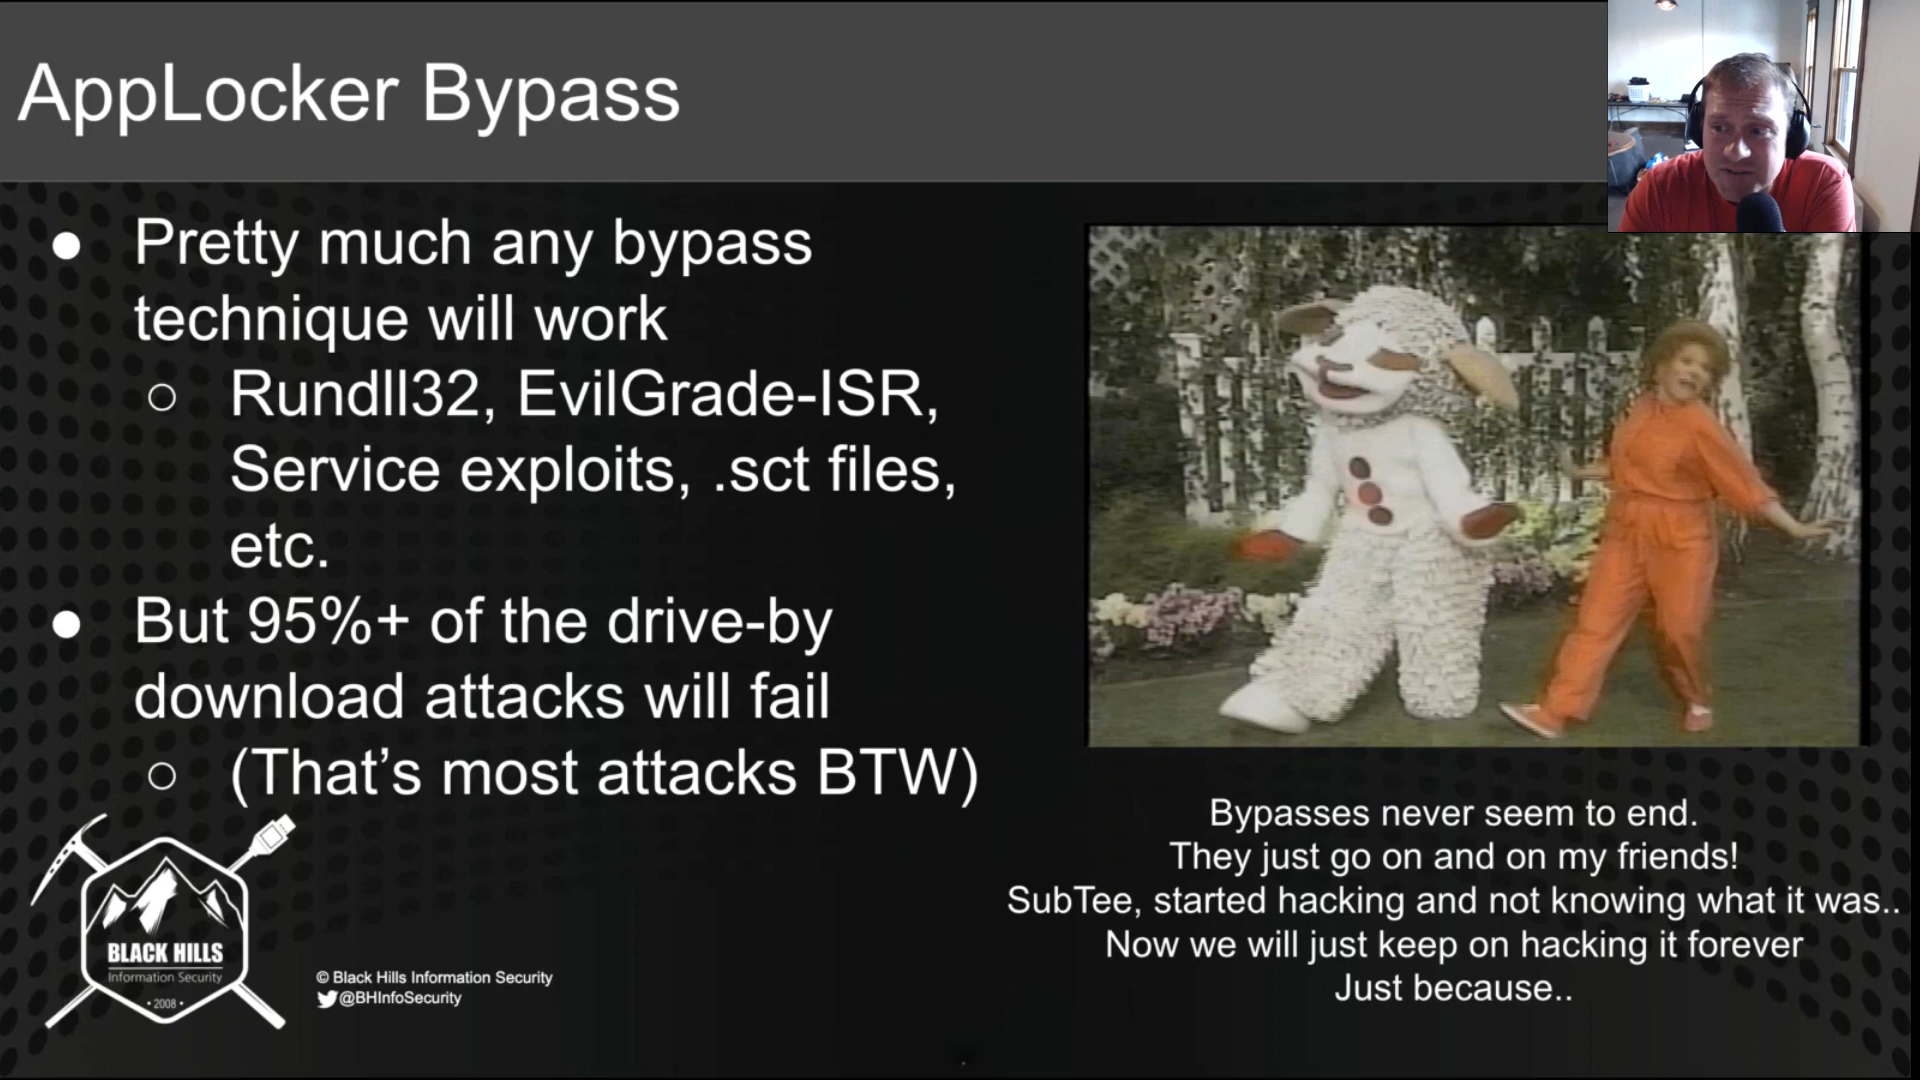 AppLocker Bypass
● Pretty much any bypass
technique will work
○ Rundll32, EvilGrade-ISR,
Service exploits, .sct files,
etc.
● But 95%+ of the drive-by
download attacks will fail
○ (That’s most attacks BTW)
Bypasses never seem to end.
They just go on and on my friends!
SubTee, started hacking and not knowing what it was..
Now we will just keep on hacking it forever
Just because..
BLACK HILLS
Information Security
• 2008 •
© Black Hills Information Security
@BHInfoSecurity